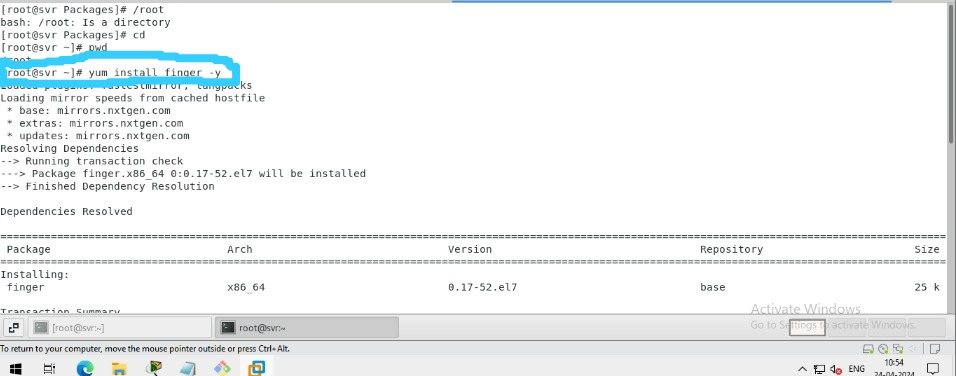 [root@svr Packages]# /root
bash: /root: Is a directory
[root@svr Packages]# cd
[root@svr ~]# pwd
/root
[root@svr ~]# yum install finger -y
Loaded plugins: fastestmirror, langpacks
Loading mirror speeds from cached hostfile
* base: mirrors.nxtgen.com
* extras: mirrors.nxtgen.com
* updates: mirrors.nxtgen.com
Resolving Dependencies
--> Running transaction check
---> Package finger.x86_64 0:0.17-52.el7 will be installed
--> Finished Dependency Resolution
Dependencies Resolved
Package Arch Version Repository Size
Installing:
finger x86_64 0.17-52.el7 base 25 k
Transaction Summary
Activate Windows
Go to Settings to activate Windows.
[root@svr:~] root@svr:~
To return to your computer, move the mouse pointer outside or press Ctrl+Alt.
ENG 10:54
24-04-2024